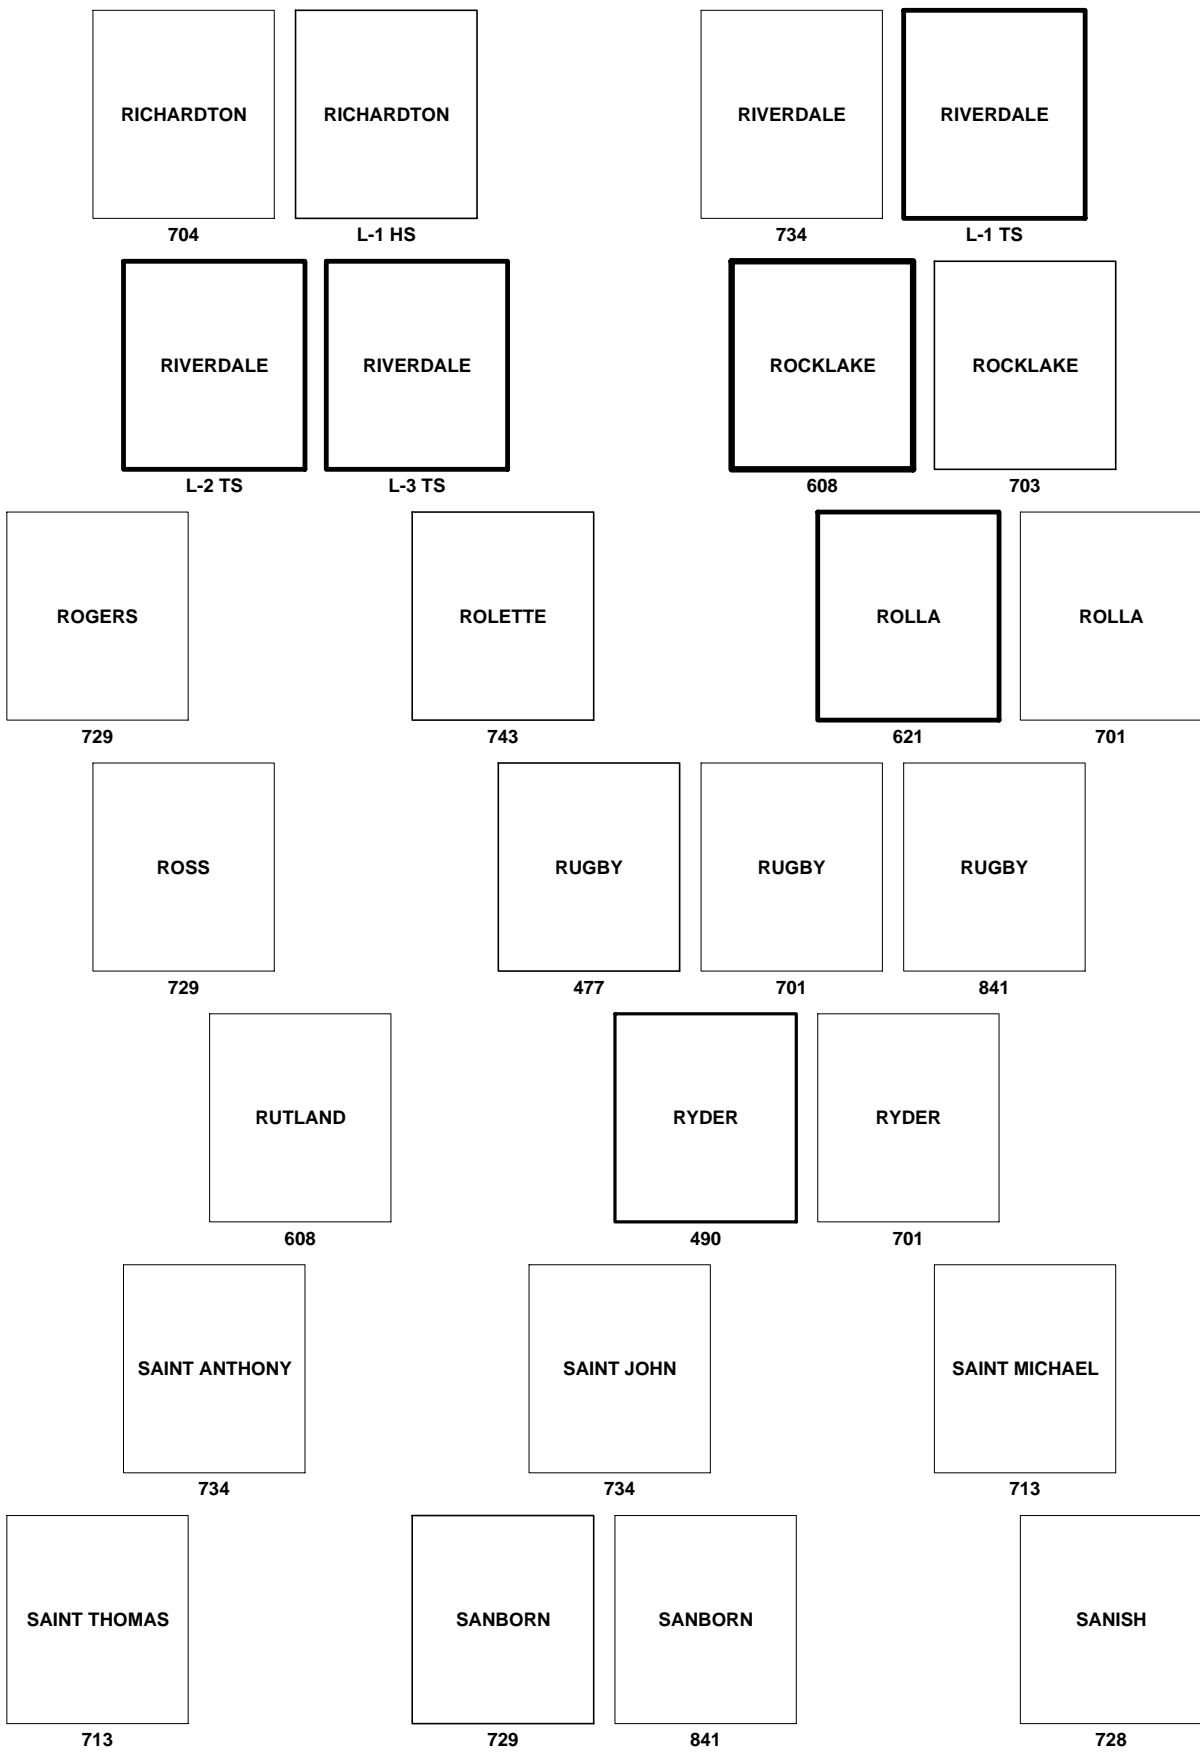 RICHARDTON RICHARDTON RIVERDALE RIVERDALE
704 L-1 HS 734 L-1 TS
RIVERDALE RIVERDALE ROCKLAKE ROCKLAKE
L-2 TS L-3 TS 608 703
ROGERS ROLETTE ROLLA ROLLA
729 743 621 701
ROSS RUGBY RUGBY RUGBY
729 477 701 841
RUTLAND RYDER RYDER
608 490 701
SAINT ANTHONY SAINT JOHN SAINT MICHAEL
734 734 713
SAINT THOMAS SANBORN SANBORN SANISH
713 729 841 728